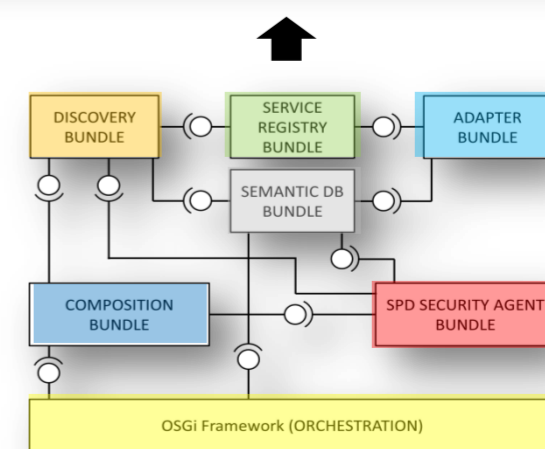 DISCOVERY
BUNDLE
SERVICE
REGISTRY
BUNDLE
ADAPTER
BUNDLE
SEMANTIC DB
BUNDLE
COMPOSITION
BUNDLE
SPD SECURITY AGENT
BUNDLE
OSGi Framework (ORCHESTRATION)